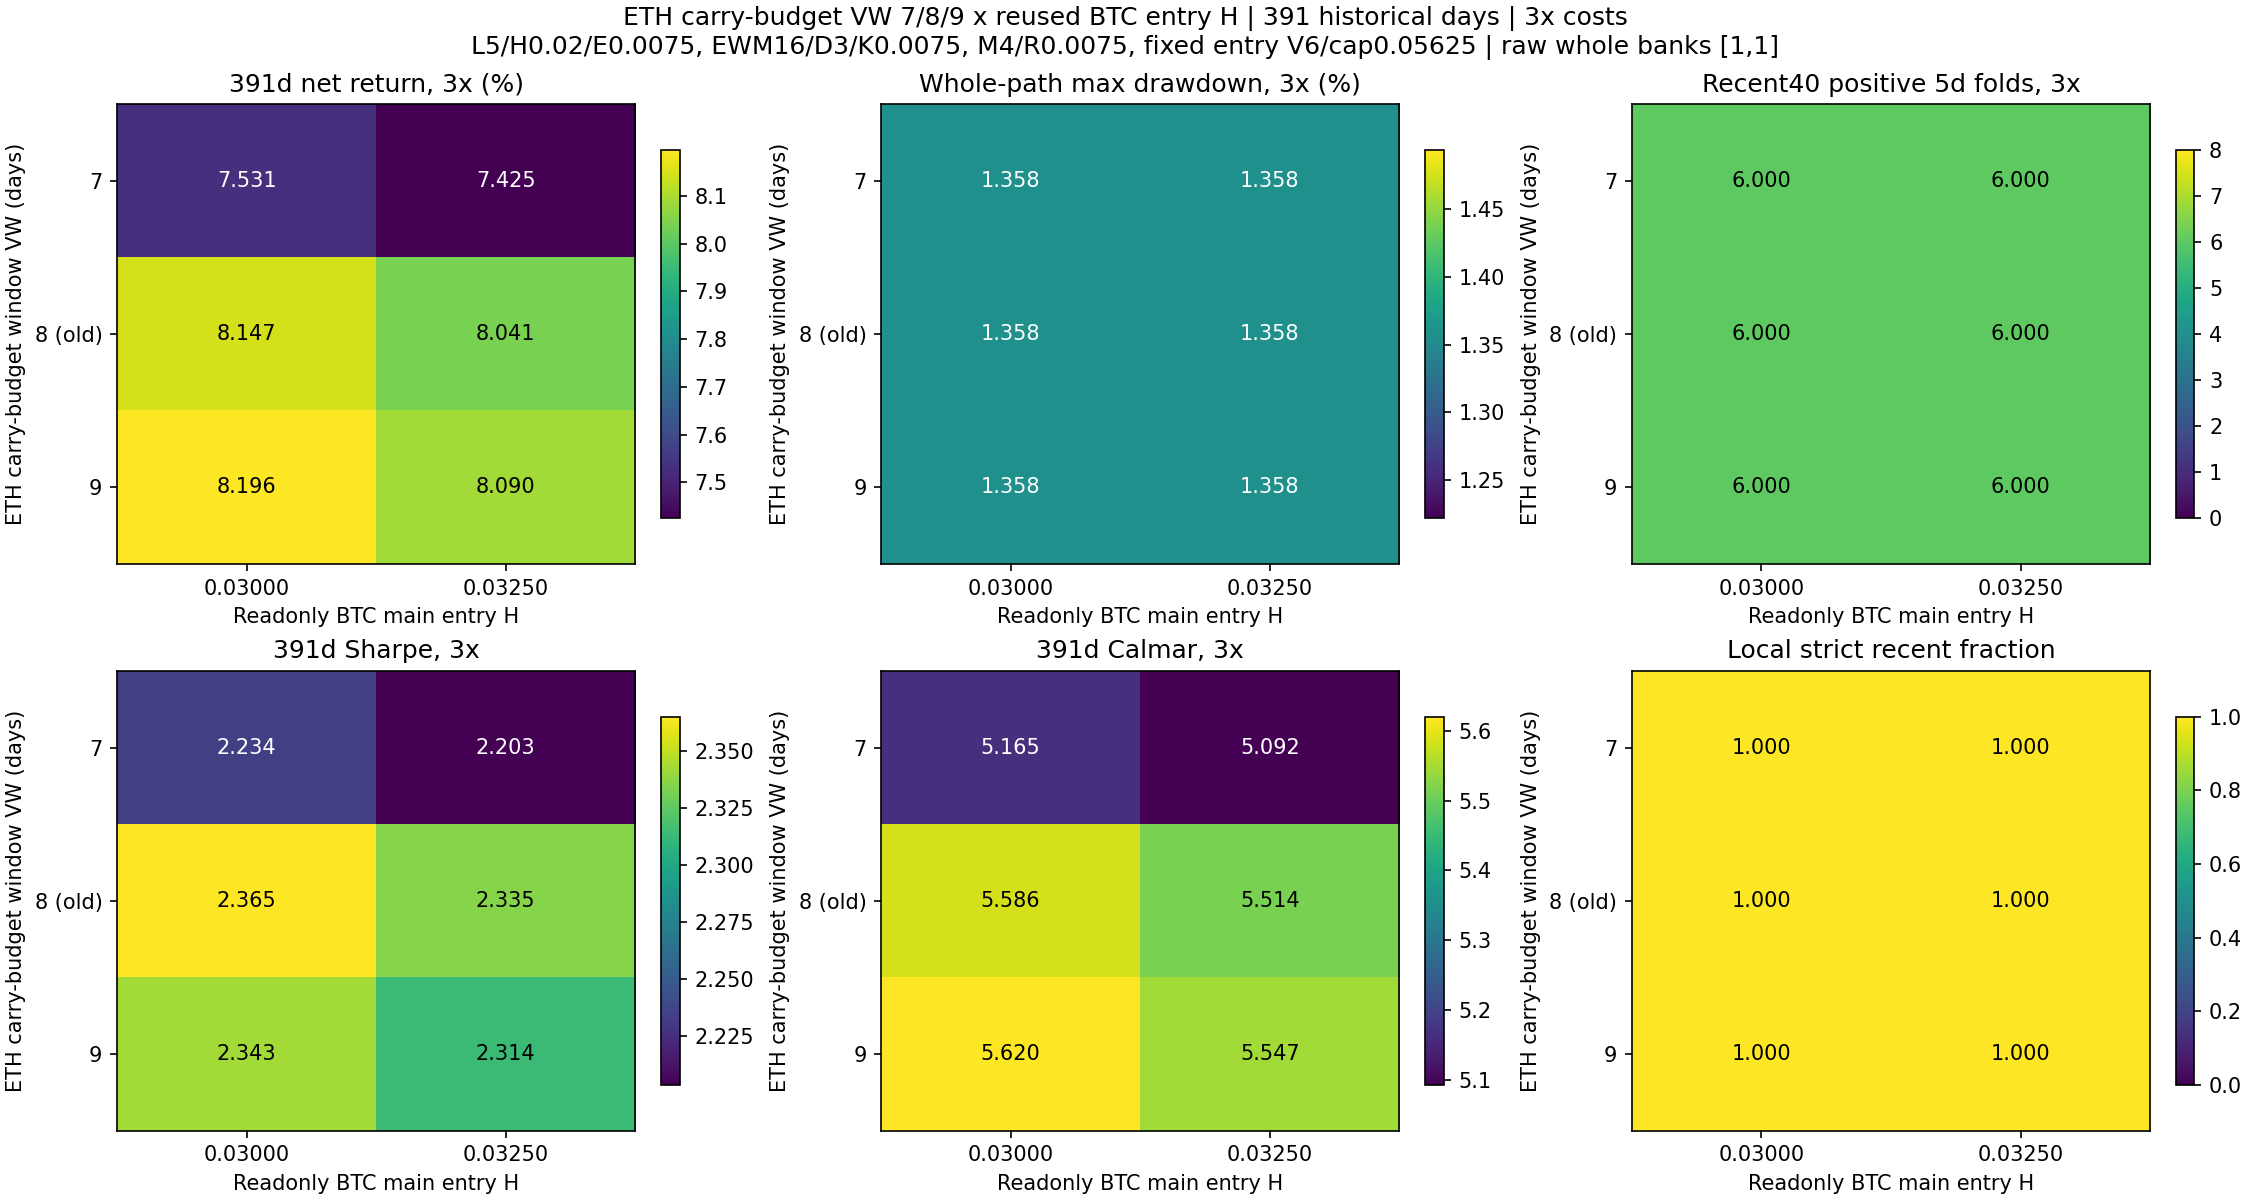 ETH carry-budget VW 7/8/9 x reused BTC entry H | 391 historical days | 3x costs
L5/H0.02/E0.0075, EWM16/D3/K0.0075, M4/R0.0075, fixed entry V6/cap0.05625 | raw whole banks [1,1]
391d net return, 3x (%)
ETH carry-budget window VW (days)
7
8 (old)
9
7.531 7.425
8.147 8.041
8.196 8.090
0.03000 0.03250
Readonly BTC main entry H
8.1
8.0
7.9
7.8
7.7
7.6
7.5
Whole-path max drawdown, 3x (%)
ETH carry-budget window VW (days)
7
8 (old)
9
1.358 1.358
1.358 1.358
1.358 1.358
0.03000 0.03250
Readonly BTC main entry H
1.45
1.40
1.35
1.30
1.25
Recent40 positive 5d folds, 3x
ETH carry-budget window VW (days)
7
8 (old)
9
6.000 6.000
6.000 6.000
6.000 6.000
0.03000 0.03250
Readonly BTC main entry H
8
7
6
5
4
3
2
1
0
391d Sharpe, 3x
ETH carry-budget window VW (days)
7
8 (old)
9
2.234 2.203
2.365 2.335
2.343 2.314
0.03000 0.03250
Readonly BTC main entry H
2.350
2.325
2.300
2.275
2.250
2.225
391d Calmar, 3x
ETH carry-budget window VW (days)
7
8 (old)
9
5.165 5.092
5.586 5.514
5.620 5.547
0.03000 0.03250
Readonly BTC main entry H
5.6
5.5
5.4
5.3
5.2
5.1
Local strict recent fraction
ETH carry-budget window VW (days)
7
8 (old)
9
1.000 1.000
1.000 1.000
1.000 1.000
0.03000 0.03250
Readonly BTC main entry H
1.0
0.8
0.6
0.4
0.2
0.0